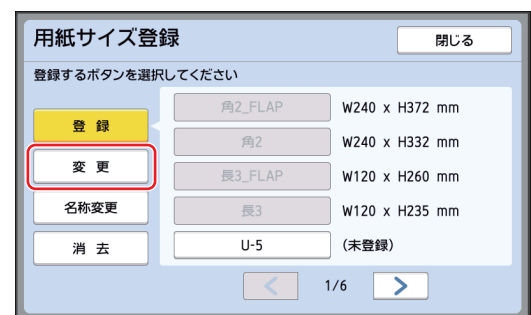 用紙サイズ登録
閉じる
登録するボタンを選択してください
登 録
変 更
名称変更
消 去
角2_FLAP W240 x H372 mm
角2 W240 x H332 mm
長3_FLAP W120 x H260 mm
長3 W120 x H235 mm
U-5 (未登録)
< 1/6 >